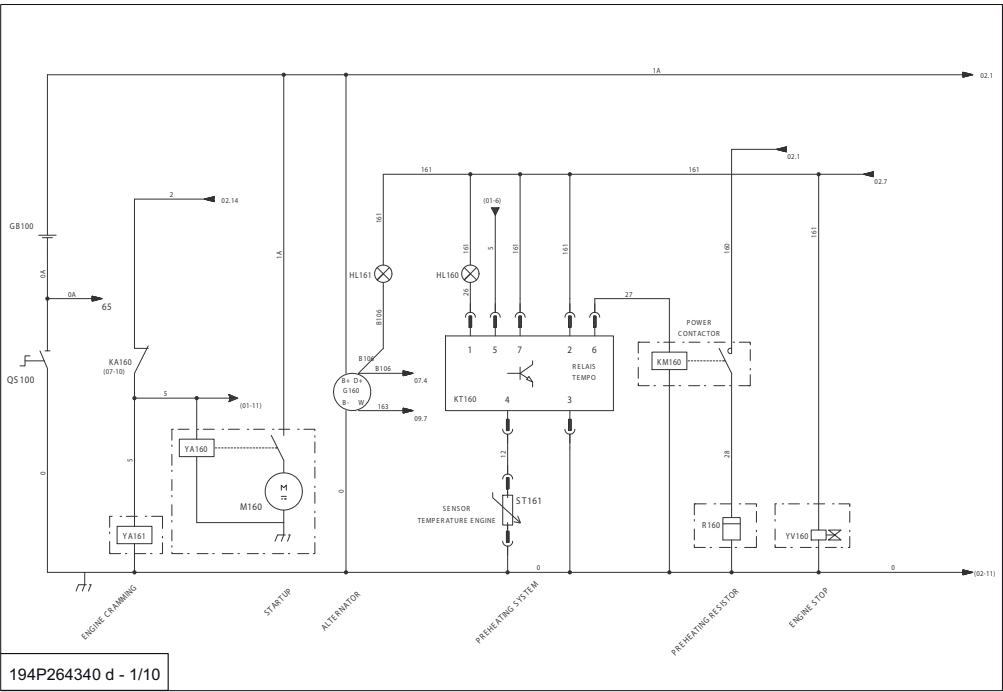 1A
02.1
02.1
161
161
02.7
2
02.14
(01-6)
GB100
161
161
5
161
161
160
161
1A
0A
HL161
HL160
26
27
0A
65
B106
POWER
CONTACTOR
1
5
7
2
6
KA160
(07-10)
QS100
B106
B106
07.4
RELAIS
TEMPO
KM160
B+ D+
G160
B- W
KT160
4
3
163
09.7
5
(01-11)
YA160
12
28
5
0
0
M
M160
ST161
SENSOR
TEMPERATURE ENGINE
R160
YV160
YA161
0
0
(02-11)
ENGINE CRAMMING
STARTUP
ALTERNATOR
PREHEATING SYSTEM
PREHEATING RESISTOR
ENGINE STOP
194P264340 d - 1/10